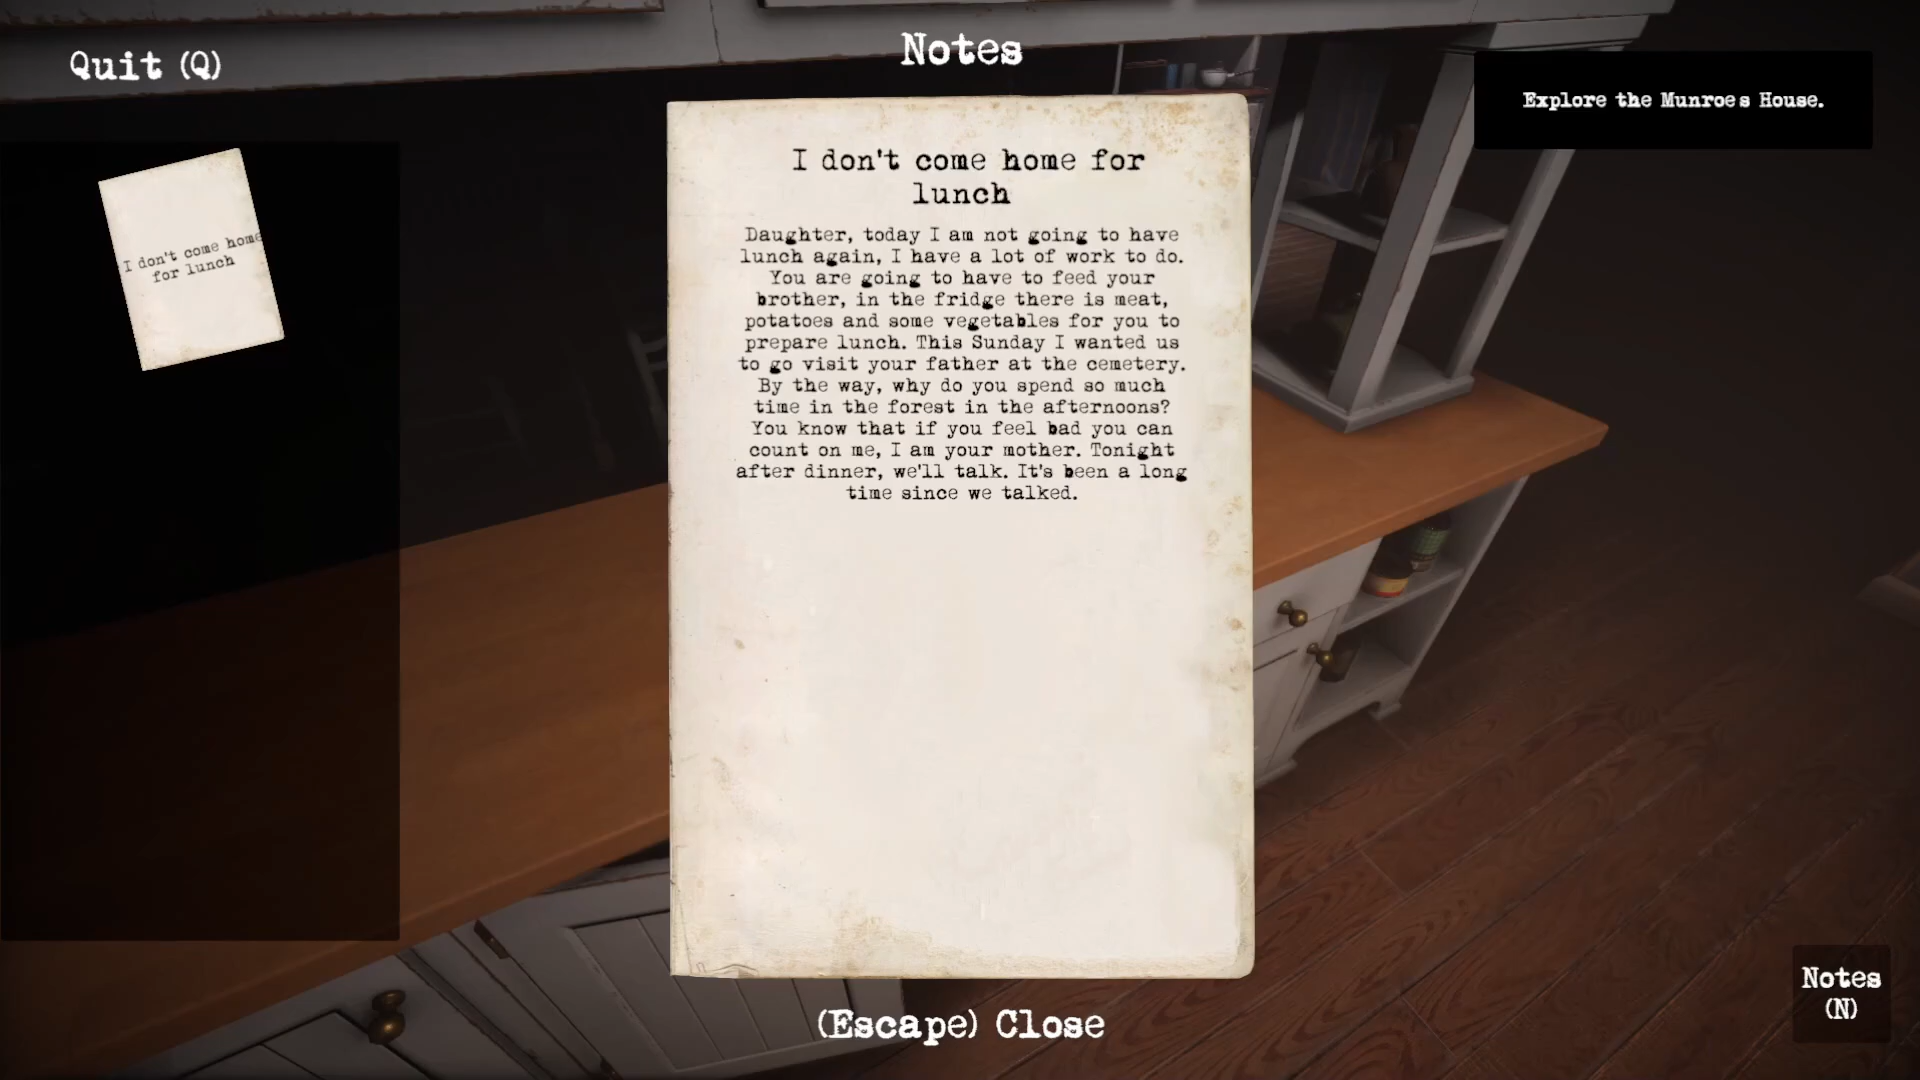 Quit (Q)
Notes
Explore the Munroes House.
I don't come home
for lunch
I don't come home for
lunch
Daughter, today I am not going to have
lunch again, I have a lot of work to do.
You are going to have to feed your
brother, in the fridge there is meat,
potatoes and some vegetables for you to
prepare lunch. This Sunday I wanted us
to go visit your father at the cemetery.
By the way, why do you spend so much
time in the forest in the afternoons?
You know that if you feel bad you can
count on me, I am your mother. Tonight
after dinner, we'll talk. It's been a long
time since we talked.
(Escape) Close
Notes
(N)